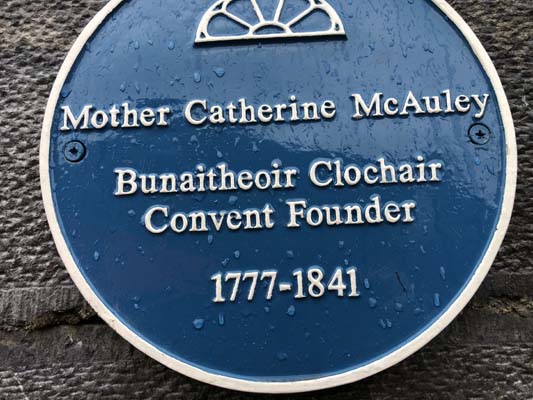 Mother Catherine McAuley
Bunaitheoir Clochair
Convent Founder
1777-1841